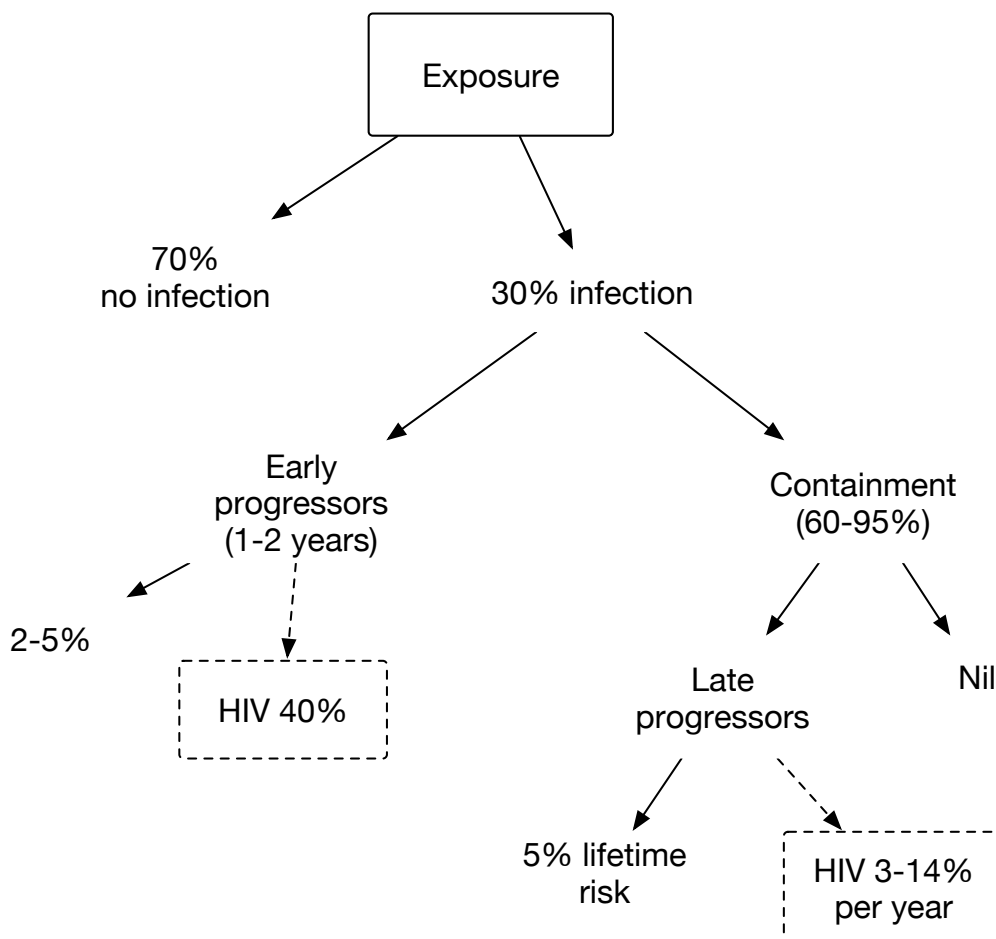 Exposure
70%
no infection
30% infection
Early
progressors
(1-2 years)
Containment
(60-95%)
2-5%
HIV 40%
Late
progressors
Nil
5% lifetime
risk
HIV 3-14%
per year